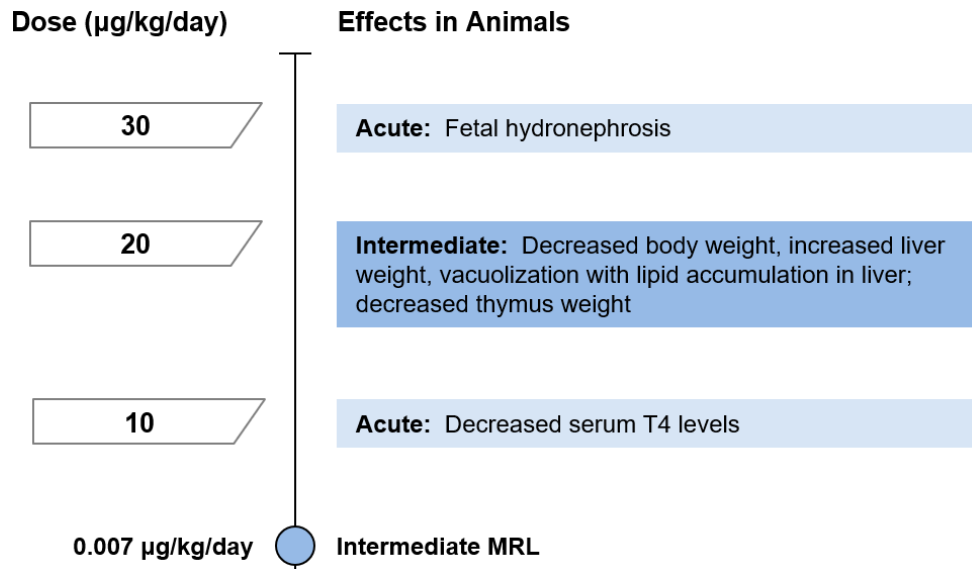 Dose (µg/kg/day) Effects in Animals
30 Acute: Fetal hydronephrosis
20 Intermediate: Decreased body weight, increased liver
weight, vacuolization with lipid accumulation in liver;
decreased thymus weight
10 Acute: Decreased serum T4 levels
0.007 µg/kg/day Intermediate MRL